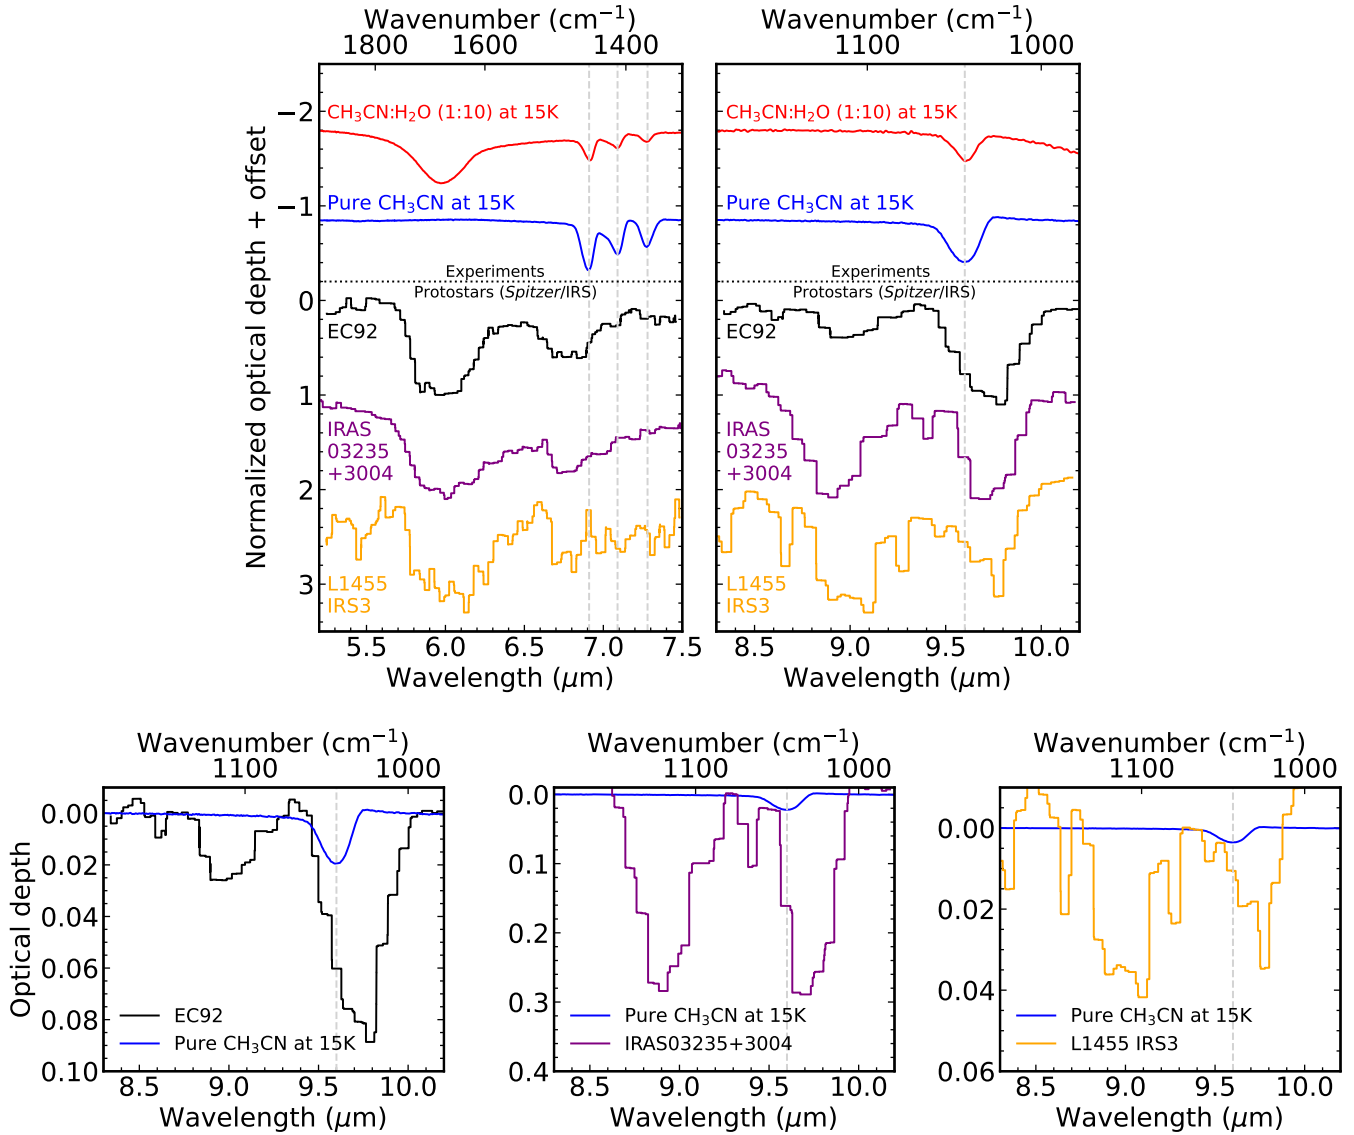 Wavenumber (cm⁻¹)
1800 1600 1400
Wavenumber (cm⁻¹)
1100 1000
Normalized optical depth + offset
−2
−1
0
1
2
3
CH₃CN:H₂O (1:10) at 15K
Pure CH₃CN at 15K
Experiments
Protostars (Spitzer/IRS)
EC92
IRAS
03235
+3004
L1455
IRS3
5.5 6.0 6.5 7.0 7.5
Wavelength (μm)
CH₃CN:H₂O (1:10) at 15K
Pure CH₃CN at 15K
Experiments
Protostars (Spitzer/IRS)
EC92
IRAS
03235
+3004
L1455
IRS3
8.5 9.0 9.5 10.0
Wavelength (μm)
Wavenumber (cm⁻¹)
1100 1000
Optical depth
0.00
0.02
0.04
0.06
0.08
0.10
EC92
Pure CH₃CN at 15K
8.5 9.0 9.5 10.0
Wavelength (μm)
Wavenumber (cm⁻¹)
1100 1000
0.0
0.1
0.2
0.3
0.4
Pure CH₃CN at 15K
IRAS03235+3004
8.5 9.0 9.5 10.0
Wavelength (μm)
Wavenumber (cm⁻¹)
1100 1000
0.00
0.02
0.04
0.06
Pure CH₃CN at 15K
L1455 IRS3
8.5 9.0 9.5 10.0
Wavelength (μm)